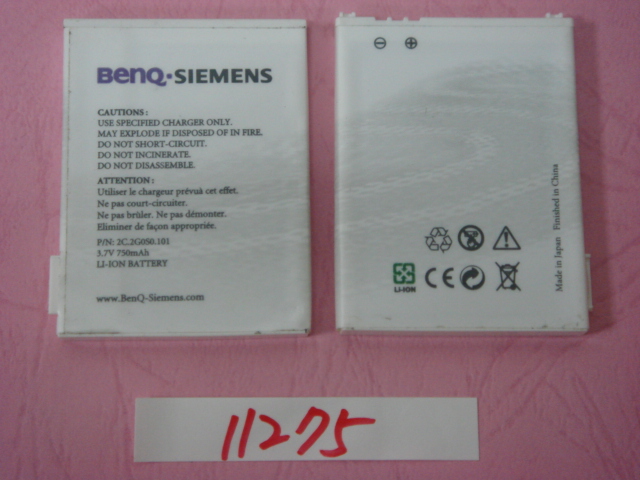 BenQ•SIEMENS
CAUTIONS :
USE SPECIFIED CHARGER ONLY.
MAY EXPLODE IF DISPOSED OF IN FIRE.
DO NOT SHORT-CIRCUIT.
DO NOT INCINERATE.
DO NOT DISASSEMBLE.
ATTENTION :
Utiliser le chargeur prévuà cet effet.
Ne pas court-circuiter.
Ne pas brûler. Ne pas démonter.
Eliminer de façon appropriée.
P/N: 2C.2G050.101
3.7V 750mAh
LI-ION BATTERY
www.BenQ-Siemens.com
⊖ ⊕
LI-ION
CE
Made in Japan Finished in China
11275